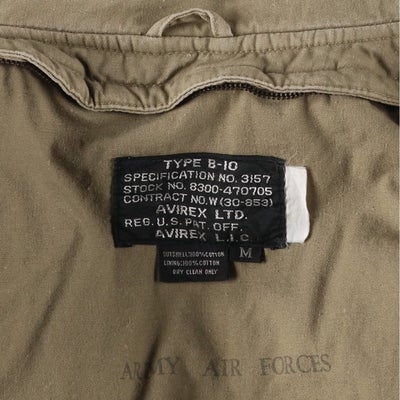 TYPE B-10
SPECIFICATION NO. 3157
STOCK NO. 8300-470705
CONTRACT NO. W (30-853)
AVIREX LTD.
REG. U.S. PAT. OFF.
AVIREX L.I.C.
OUTSHELL:100%COTTON
LINING:100%COTTON
DRY CLEAN ONLY
M
ARMY AIR FORCES